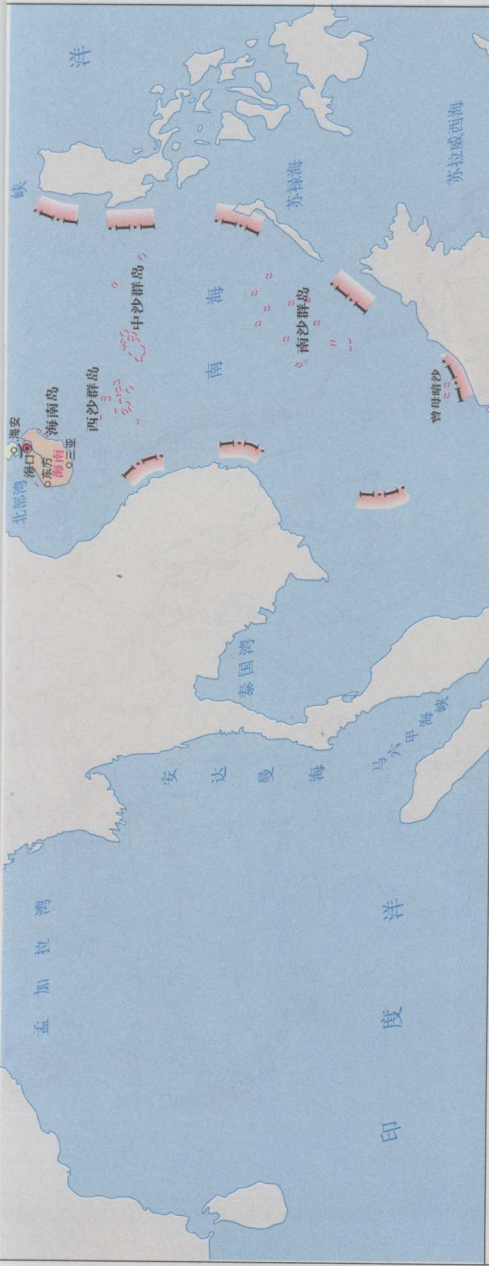 孟加拉湾
印度洋
安达曼海
马六甲海峡
泰国湾
北部湾
海安
海口
海南岛
东方
海南
三亚
西沙群岛
中沙群岛
南海
南沙群岛
曾母暗沙
峡
洋
苏禄海
苏拉威西海